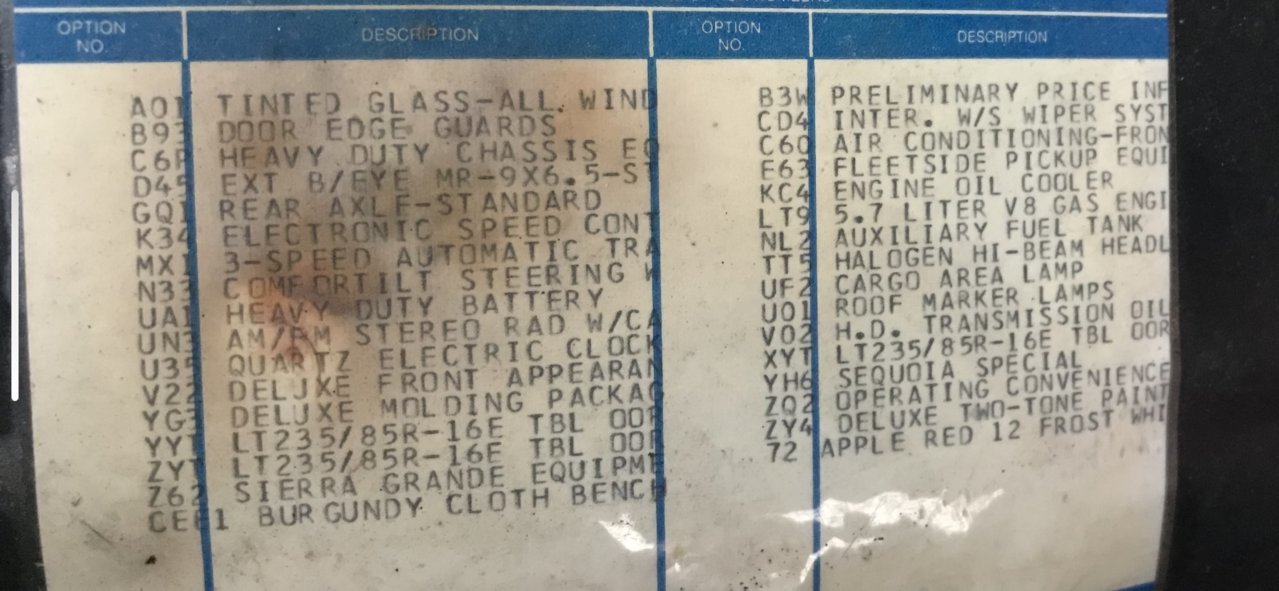 OPTION NO.
DESCRIPTION
OPTION NO.
DESCRIPTION
A01 TINTED GLASS-ALL. WIND
B93 DOOR EDGE GUARDS
C6P HEAVY DUTY CHASSIS EQ
D45 EXT B/EYE MR-9X6.5-ST
GQ1 REAR AXLE-STANDARD
K34 ELECTRONIC SPEED CONT
MX1 3-SPEED AUTOMATIC TRA
N33 COMFORTILT STEERING W
UA1 HEAVY DUTY BATTERY
UN3 AM/FM STEREO RAD W/CA
U35 QUARTZ ELECTRIC CLOCK
V22 DELUXE FRONT APPEARAN
YG3 DELUXE MOLDING PACKAG
YYT LT235/85R-16E TBL OOR
ZYT LT235/85R-16E TBL OOR
Z62 SIERRA GRANDE EQUIPME
CEF1 BURGUNDY CLOTH BENCH
B3W PRELIMINARY PRICE INF
CD4 INTER. W/S WIPER SYST
C60 AIR CONDITIONING-FRON
E63 FLEETSIDE PICKUP EQUI
KC4 ENGINE OIL COOLER
LT9 5.7 LITER V8 GAS ENGI
NL2 AUXILIARY FUEL TANK
TT5 HALOGEN HI-BEAM HEADL
UF2 CARGO AREA LAMP
U01 ROOF MARKER LAMPS
V02 H.D. TRANSMISSION OIL
XYT LT235/85R-16E TBL OOR
YH6 SEQUOIA SPECIAL
ZQ2 OPERATING CONVENIENCE
ZY4 DELUXE TWO-TONE PAINT
72 APPLE RED 12 FROST WHI